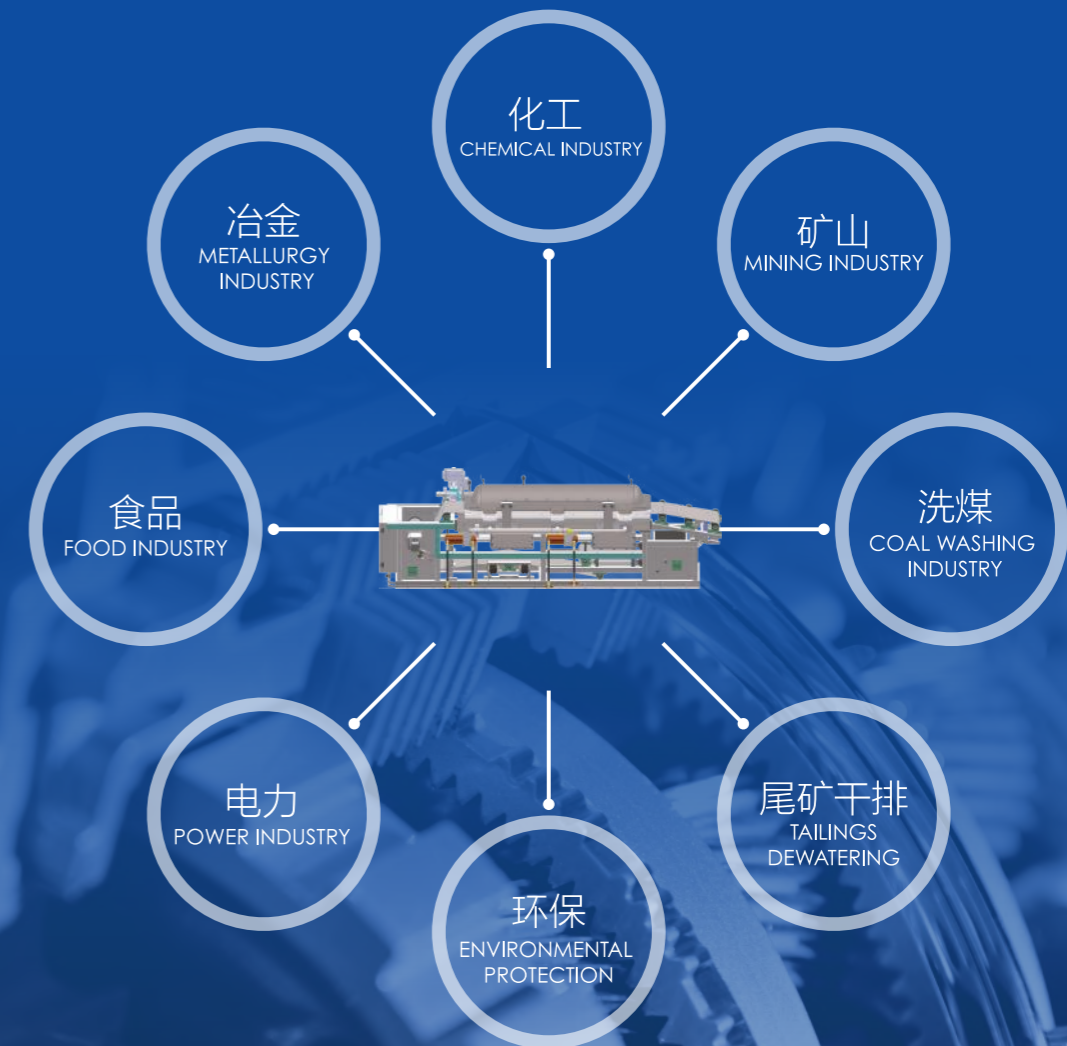 化工
CHEMICAL INDUSTRY
冶金
METALLURGY
INDUSTRY
矿山
MINING INDUSTRY
食品
FOOD INDUSTRY
洗煤
COAL WASHING
INDUSTRY
电力
POWER INDUSTRY
尾矿干排
TAILINGS
DEWATERING
环保
ENVIRONMENTAL
PROTECTION